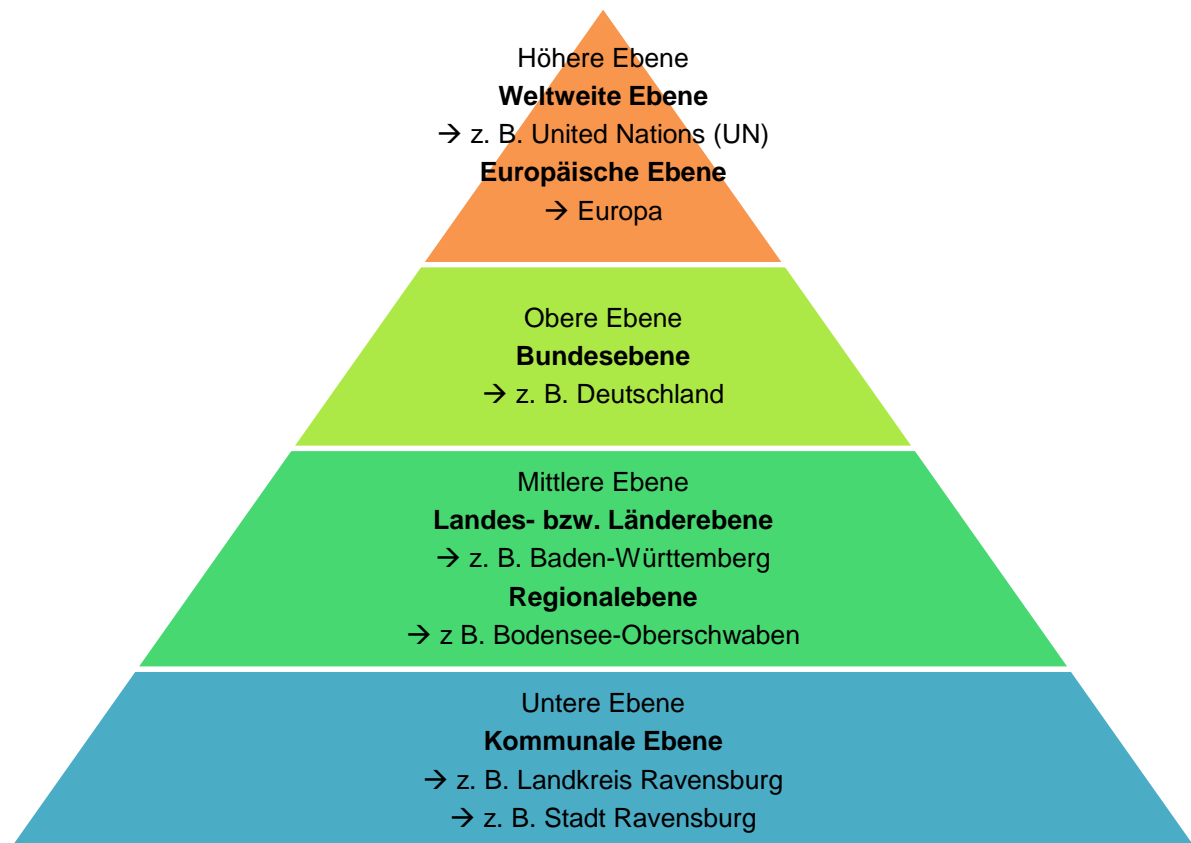 Höhere Ebene
Weltweite Ebene
→ z. B. United Nations (UN)
Europäische Ebene
→ Europa
Obere Ebene
Bundesebene
→ z. B. Deutschland
Mittlere Ebene
Landes- bzw. Länderebene
→ z. B. Baden-Württemberg
Regionalebene
→ z B. Bodensee-Oberschwaben
Untere Ebene
Kommunale Ebene
→ z. B. Landkreis Ravensburg
→ z. B. Stadt Ravensburg